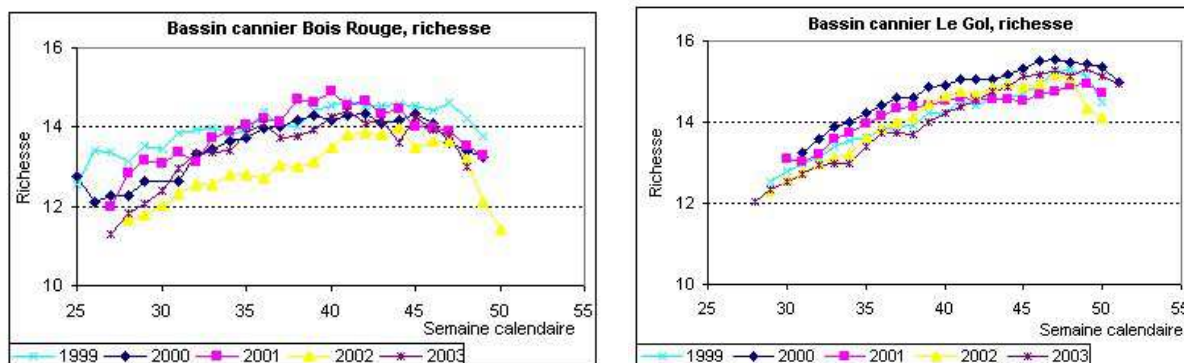 Bassin cannier Bois Rouge, richesse
16
14
12
10
Richesse
25 30 35 40 45 50 55
Semaine calendaire
1999 2000 2001 2002 2003
Bassin cannier Le Gol, richesse
16
14
12
10
Richesse
25 30 35 40 45 50 55
Semaine calendaire
1999 2000 2001 2002 2003